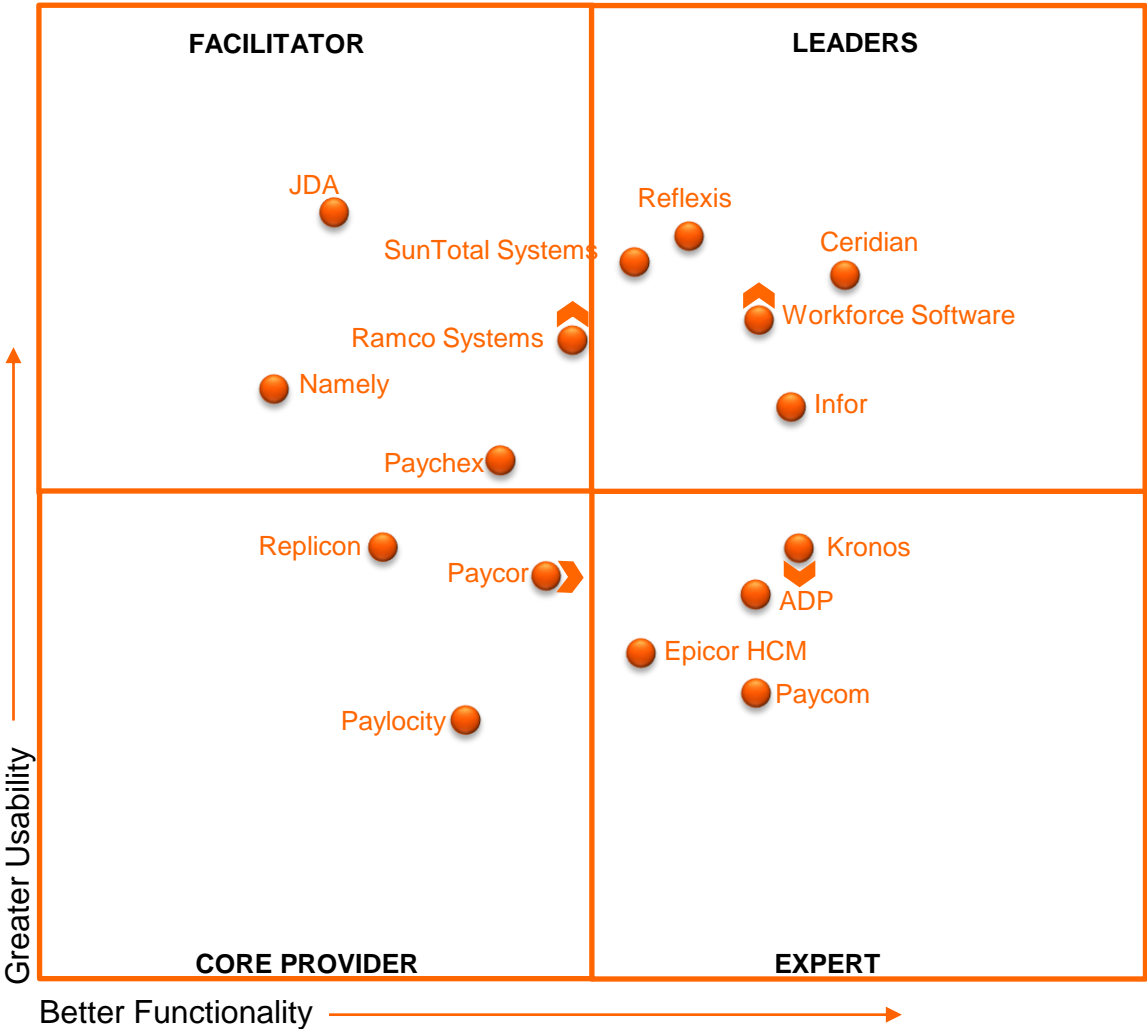 FACILITATOR
LEADERS
JDA
Reflexis
SunTotal Systems
Ceridian
Workforce Software
Ramco Systems
Namely
Infor
Paychex
Replicon
Kronos
Paycor
ADP
Epicor HCM
Paycom
Paylocity
Greater Usability
CORE PROVIDER
EXPERT
Better Functionality